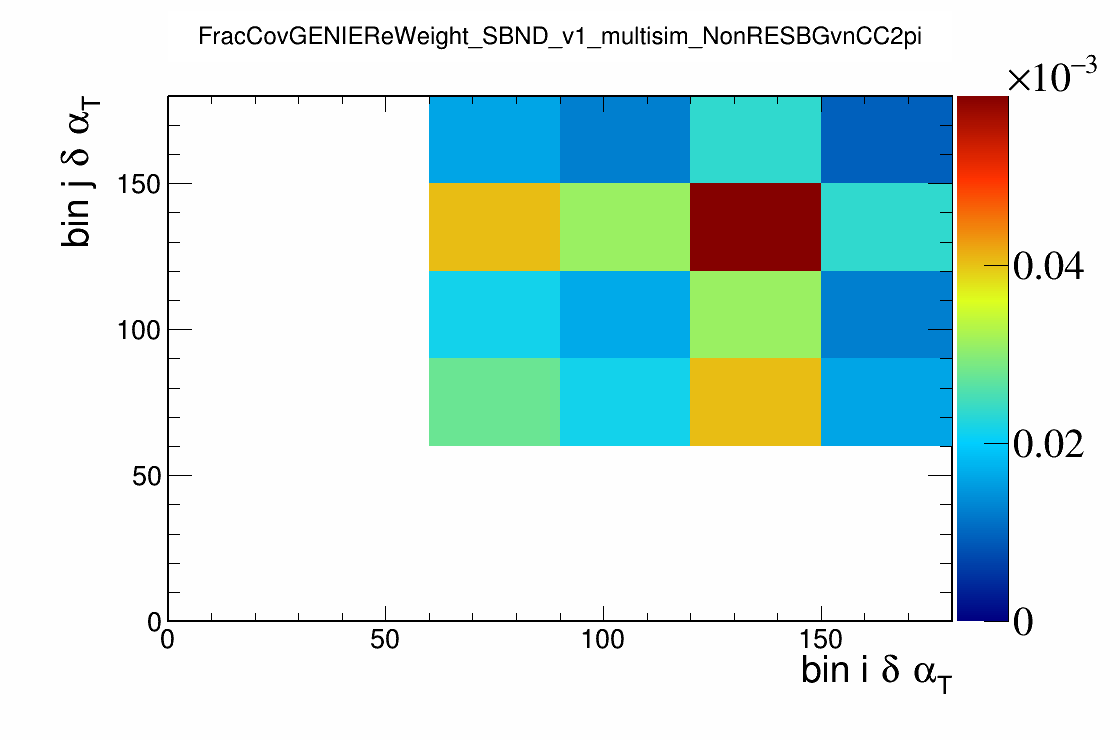 FracCovGENIEReWeight_SBND_v1_multisim_NonRESBGvnCC2pi
×10⁻³
bin j δ α_T
150
100
50
0
0 50 100 150
bin i δ α_T
0.04
0.02
0